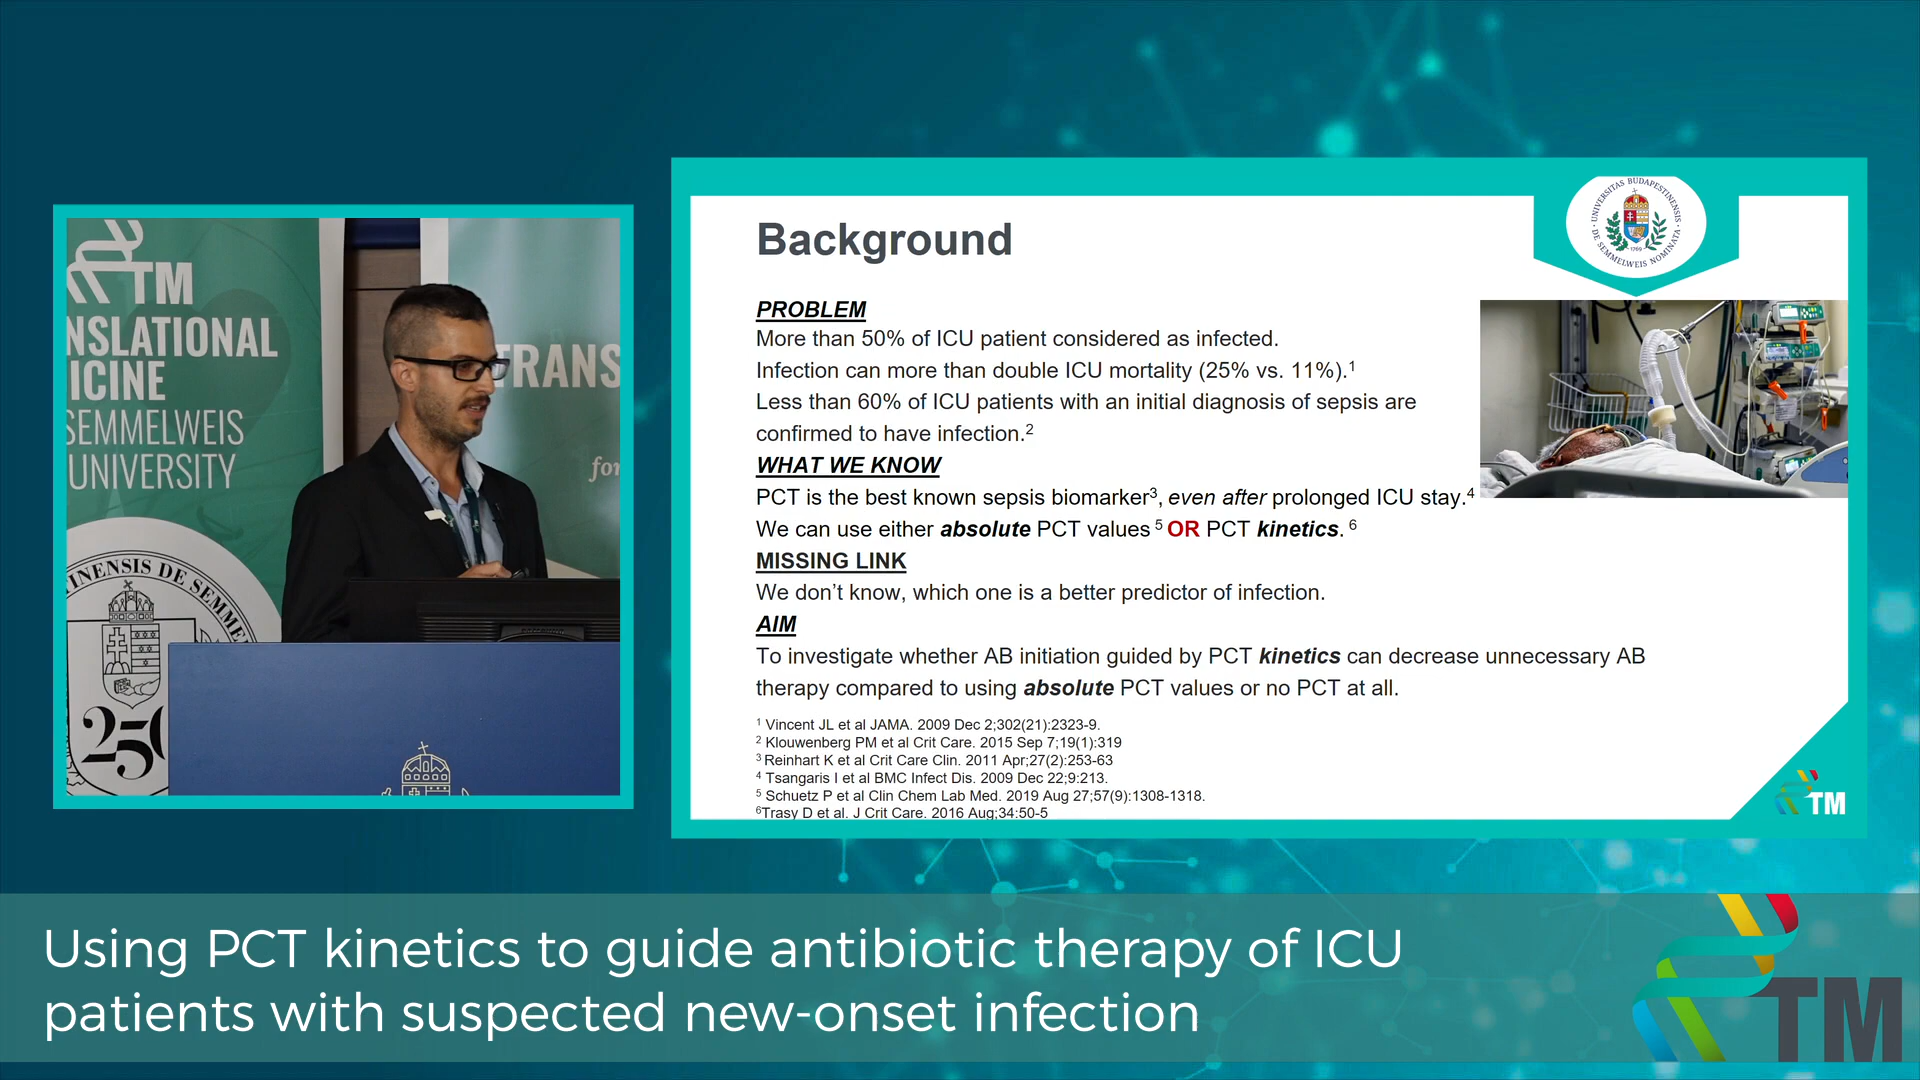 TM
NSLATIONAL
ICINE
SEMMELWEIS
UNIVERSITY
TRANS
for
TINENSIS DE SEMME
25
Background
UNIVERSITAS BUDAPESTINENSIS DE SEMMELWEIS NOMINATA
1769
PROBLEM
More than 50% of ICU patient considered as infected.
Infection can more than double ICU mortality (25% vs. 11%).¹
Less than 60% of ICU patients with an initial diagnosis of sepsis are
confirmed to have infection.²
WHAT WE KNOW
PCT is the best known sepsis biomarker³, even after prolonged ICU stay.⁴
We can use either absolute PCT values ⁵ OR PCT kinetics. ⁶
MISSING LINK
We don’t know, which one is a better predictor of infection.
AIM
To investigate whether AB initiation guided by PCT kinetics can decrease unnecessary AB
therapy compared to using absolute PCT values or no PCT at all.
¹ Vincent JL et al JAMA. 2009 Dec 2;302(21):2323-9.
² Klouwenberg PM et al Crit Care. 2015 Sep 7;19(1):319
³ Reinhart K et al Crit Care Clin. 2011 Apr;27(2):253-63
⁴ Tsangaris I et al BMC Infect Dis. 2009 Dec 22;9:213.
⁵ Schuetz P et al Clin Chem Lab Med. 2019 Aug 27;57(9):1308-1318.
⁶Trasy D et al. J Crit Care. 2016 Aug;34:50-5
TM
Using PCT kinetics to guide antibiotic therapy of ICU
patients with suspected new-onset infection
TM